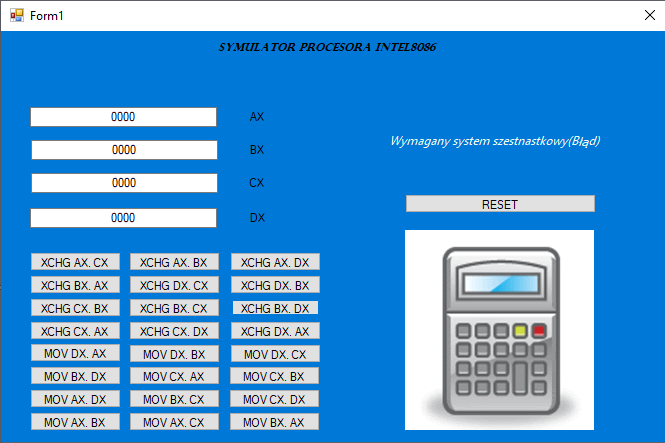 Form1
SYMULATOR PROCESORA INTEL8086
0000 AX
Wymagany system szestnastkowy(Błąd)
0000 BX
0000 CX
0000 DX
RESET
XCHG AX. CX XCHG AX. BX XCHG AX. DX
XCHG BX. AX XCHG DX. CX XCHG DX. BX
XCHG CX. BX XCHG BX. CX XCHG BX. DX
XCHG CX. AX XCHG CX. DX XCHG DX. AX
MOV DX. AX MOV DX. BX MOV DX. CX
MOV BX. DX MOV CX. AX MOV CX. BX
MOV AX. DX MOV BX. CX MOV CX. DX
MOV AX. BX MOV AX. CX MOV BX. AX